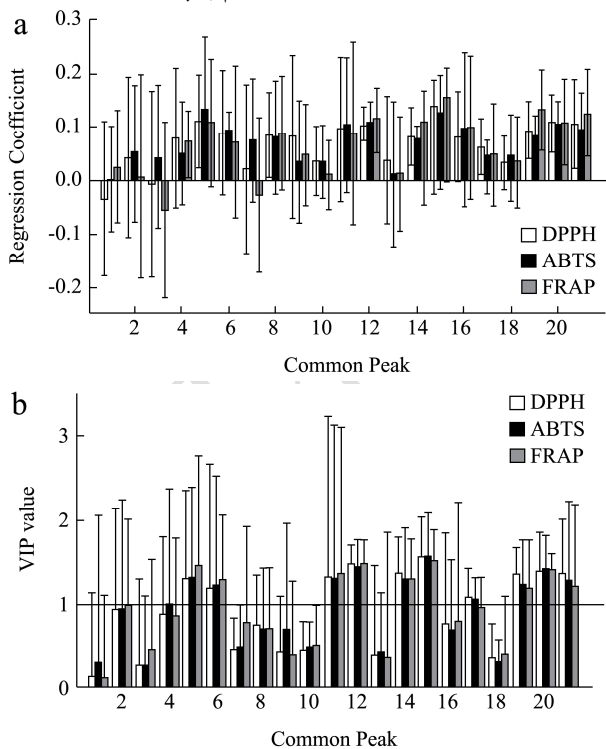 a
0.3
0.2
0.1
0.0
-0.1
-0.2
Regression Coefficient
DPPH
ABTS
FRAP
2 4 6 8 10 12 14 16 18 20
Common Peak
b
3
2
1
0
VIP value
DPPH
ABTS
FRAP
2 4 6 8 10 12 14 16 18 20
Common Peak